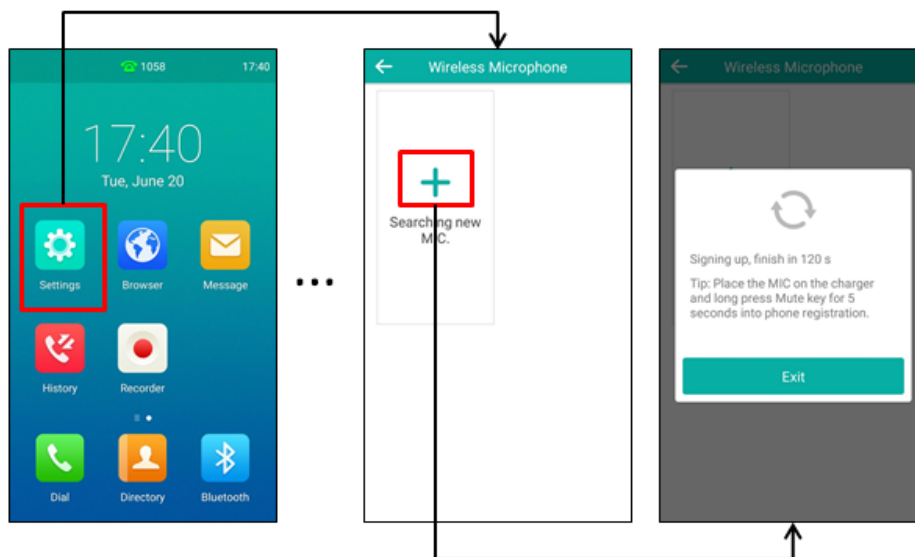 1058
17:40
17:40
Tue, June 20
Settings
Browser
Message
History
Recorder
Dial
Directory
Bluetooth
...
Wireless Microphone
Searching new
MIC.
Wireless Microphone
Signing up, finish in 120 s
Tip: Place the MIC on the charger
and long press Mute key for 5
seconds into phone registration.
Exit